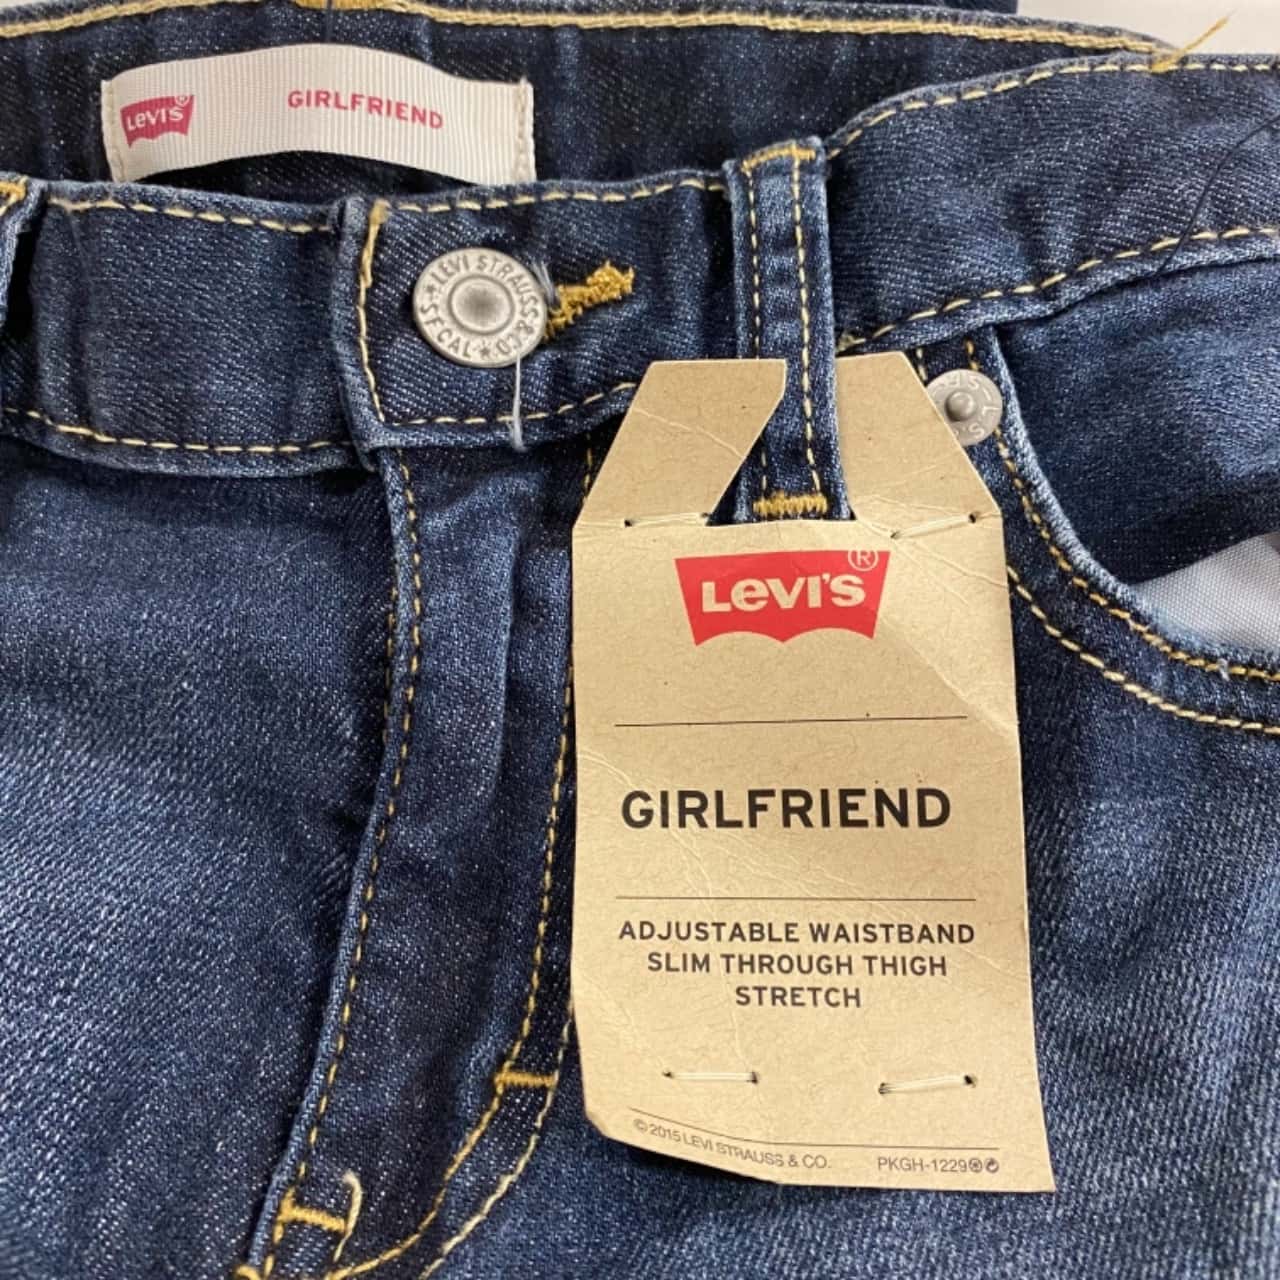 LEVI'S ® GIRLFRIEND
LEVI STRAUSS & CO. ★ S.F.CAL ★
LEVI'S ®
GIRLFRIEND
ADJUSTABLE WAISTBAND
SLIM THROUGH THIGH
STRETCH
© 2015 LEVI STRAUSS & CO. PKGH-1229